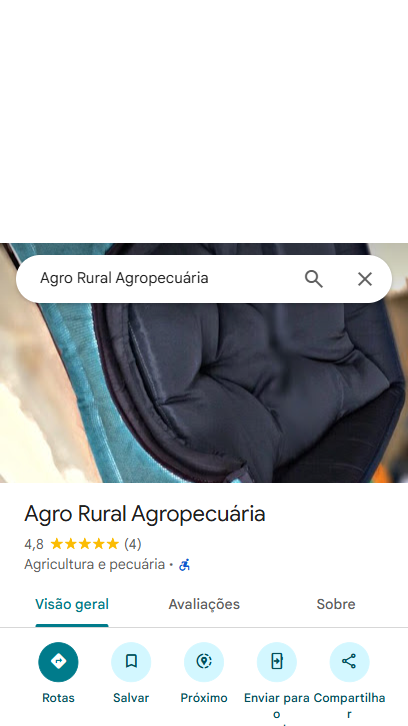 Agro Rural Agropecuária
Agro Rural Agropecuária
4,8 (4)
Agricultura e pecuária ·
Visão geral Avaliações Sobre
Rotas Salvar Próximo Enviar para o Compartilhar